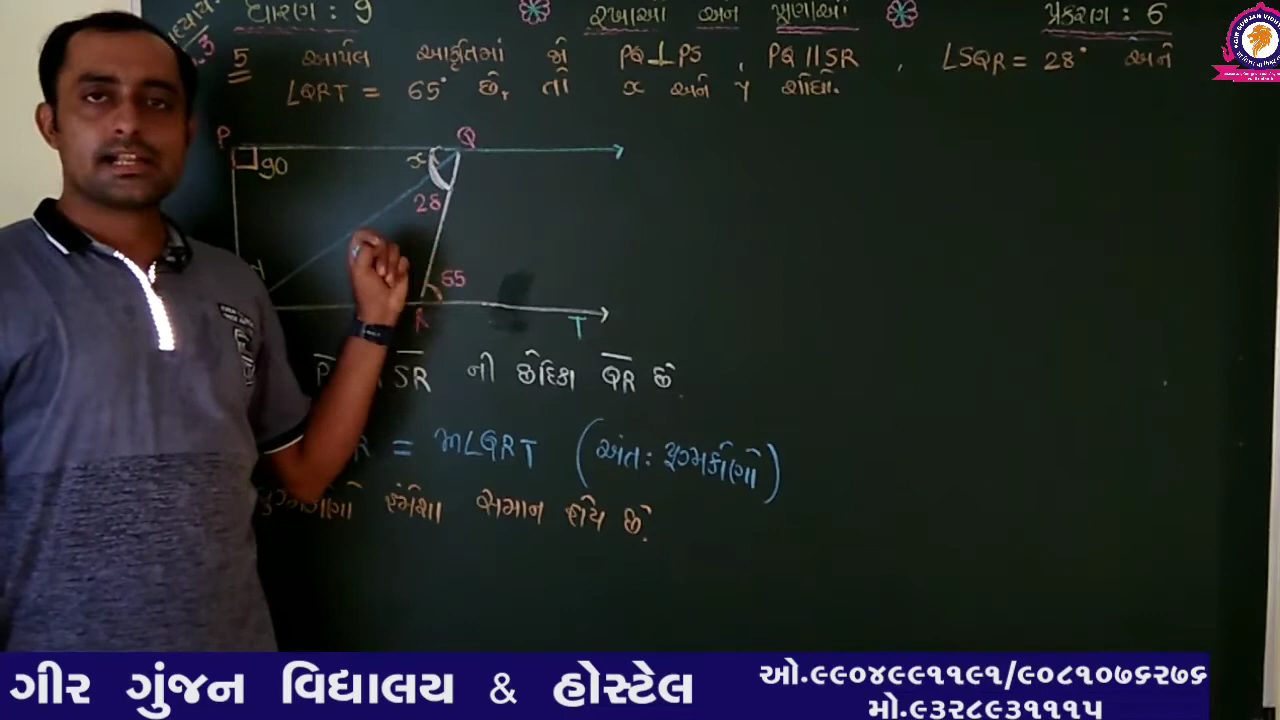 ધોરણ : 9
રેખાઓ અને ખૂણાઓ
પ્રકરણ : 6
5 આપેલ આકૃતિમાં જો PQ⊥PS , PQ || SR , ∠SQR = 28° અને
∠QRT = 65° છે, તો x અને y શોધો.
P
Q
90
x
28
65
R
T
SR ની છેદિકા QR છે.
R = m∠QRT (અંતઃ યુગ્મકોણો)
હંમેશા સમાન હોય છે.
ગીર ગુંજન વિદ્યાલય & હોસ્ટેલ
ઓ.૯૯૦૪૯૯૧૧૯૧/૯૦૮૧૦૭૬૨૭૬
મો.૯૩૨૮૯૩૧૧૧૫